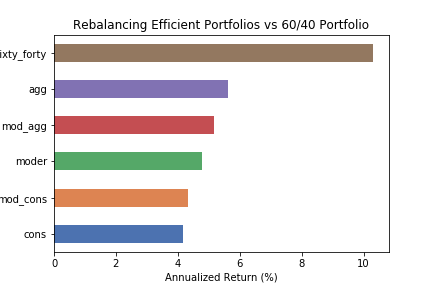 Rebalancing Efficient Portfolios vs 60/40 Portfolio
ixty_forty
agg
mod_agg
moder
mod_cons
cons
0 2 4 6 8 10
Annualized Return (%)